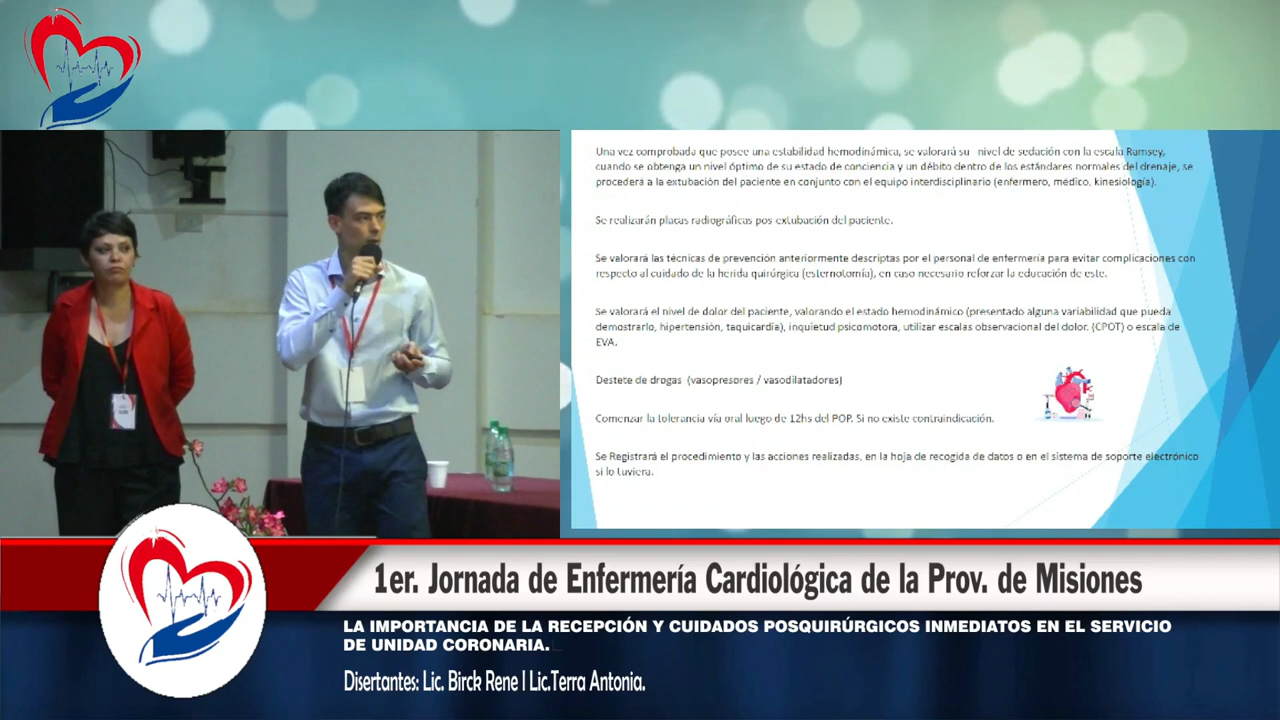 Una vez comprobada que posee una estabilidad hemodinámica, se valorará su nivel de sedación con la escala Ramsey,
cuando se obtenga un nivel óptimo de su estado de conciencia y un débito dentro de los estándares normales del drenaje, se
procederá a la extubación del paciente en conjunto con el equipo interdisciplinario (enfermero, médico, kinesiología).
Se realizarán placas radiográficas pos extubación del paciente.
Se valorará las técnicas de prevención anteriormente descriptas por el personal de enfermería para evitar complicaciones con
respecto al cuidado de la herida quirúrgica (esternotomía), en caso necesario reforzar la educación de este.
Se valorará el nivel de dolor del paciente, valorando el estado hemodinámico (presentado alguna variabilidad que pueda
demostrarlo, hipertensión, taquicardia), inquietud psicomotora, utilizar escalas observacional del dolor. (CPOT) o escala de
EVA.
Destete de drogas (vasopresores / vasodilatadores)
Comenzar la tolerancia vía oral luego de 12hs del POP. Si no existe contraindicación.
Se Registrará el procedimiento y las acciones realizadas, en la hoja de recogida de datos o en el sistema de soporte electrónico
si lo tuviera.
1er. Jornada de Enfermería Cardiológica de la Prov. de Misiones
LA IMPORTANCIA DE LA RECEPCIÓN Y CUIDADOS POSQUIRÚRGICOS INMEDIATOS EN EL SERVICIO
DE UNIDAD CORONARIA.
Disertantes: Lic. Birck Rene l Lic.Terra Antonia.